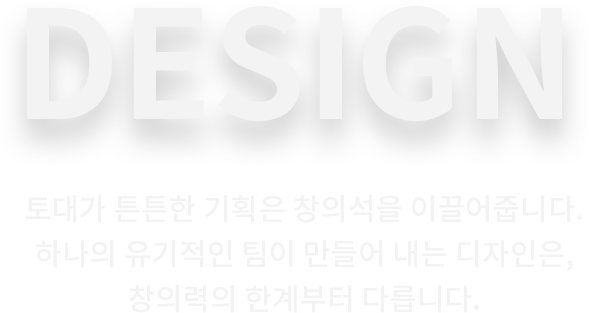 DESIGN
토대가 튼튼한 기획은 창의석을 이끌어줍니다.
하나의 유기적인 팀이 만들어 내는 디자인은,
창의력의 한계부터 다릅니다.